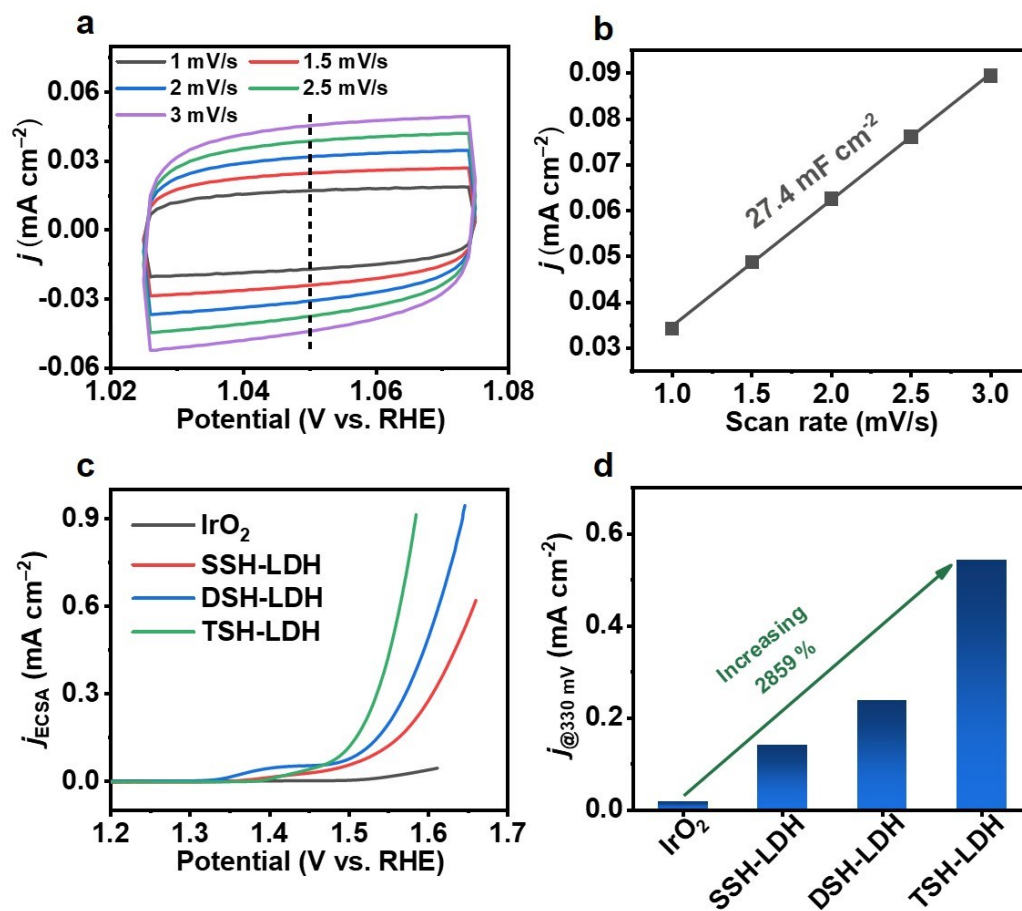 a
1 mV/s 1.5 mV/s
2 mV/s 2.5 mV/s
3 mV/s
j (mA cm⁻²)
0.06
0.03
0.00
-0.03
-0.06
1.02 1.04 1.06 1.08
Potential (V vs. RHE)
b
27.4 mF cm⁻²
j (mA cm⁻²)
0.09
0.08
0.07
0.06
0.05
0.04
0.03
1.0 1.5 2.0 2.5 3.0
Scan rate (mV/s)
c
IrO₂
SSH-LDH
DSH-LDH
TSH-LDH
j_ECSA (mA cm⁻²)
0.9
0.6
0.3
0.0
1.2 1.3 1.4 1.5 1.6 1.7
Potential (V vs. RHE)
d
Increasing
2859 %
j_@330 mV (mA cm⁻²)
0.6
0.4
0.2
0.0
IrO₂ SSH-LDH DSH-LDH TSH-LDH